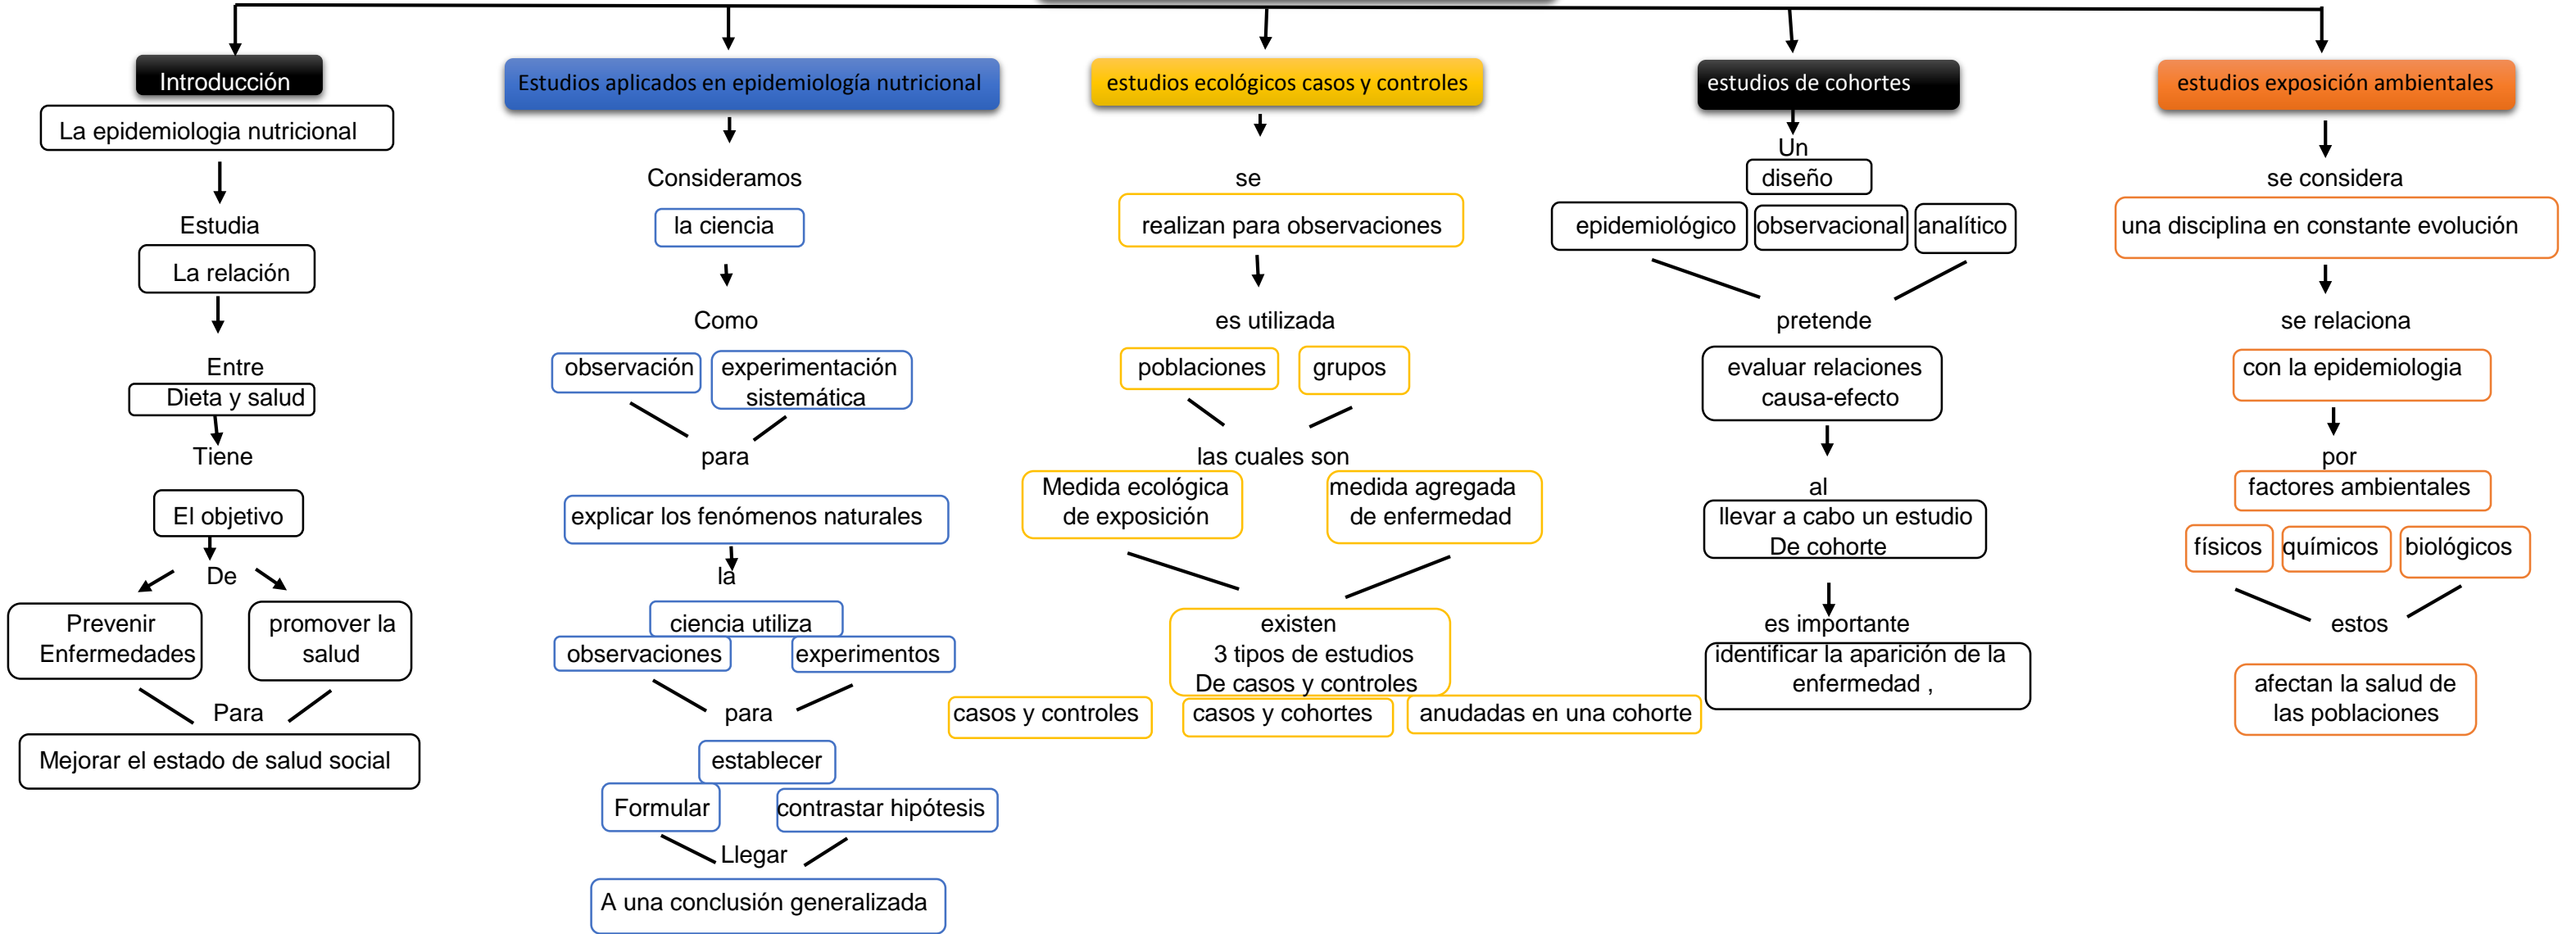 Introducción
La epidemiologia nutricional
Estudia
La relación
Entre
Dieta y salud
Tiene
El objetivo
De
Prevenir
Enfermedades
promover la
salud
Para
Mejorar el estado de salud social
Estudios aplicados en epidemiología nutricional
Consideramos
la ciencia
Como
observación
experimentación
sistemática
para
explicar los fenómenos naturales
la
ciencia utiliza
observaciones
experimentos
para
establecer
Formular
contrastar hipótesis
Llegar
A una conclusión generalizada
estudios ecológicos casos y controles
se
realizan para observaciones
es utilizada
poblaciones
grupos
las cuales son
Medida ecológica
de exposición
medida agregada
de enfermedad
existen
3 tipos de estudios
De casos y controles
casos y controles
casos y cohortes
anudadas en una cohorte
estudios de cohortes
Un
diseño
epidemiológico
observacional
analítico
pretende
evaluar relaciones
causa-efecto
al
llevar a cabo un estudio
De cohorte
es importante
identificar la aparición de la
enfermedad ,
estudios exposición ambientales
se considera
una disciplina en constante evolución
se relaciona
con la epidemiologia
por
factores ambientales
físicos
químicos
biológicos
estos
afectan la salud de
las poblaciones